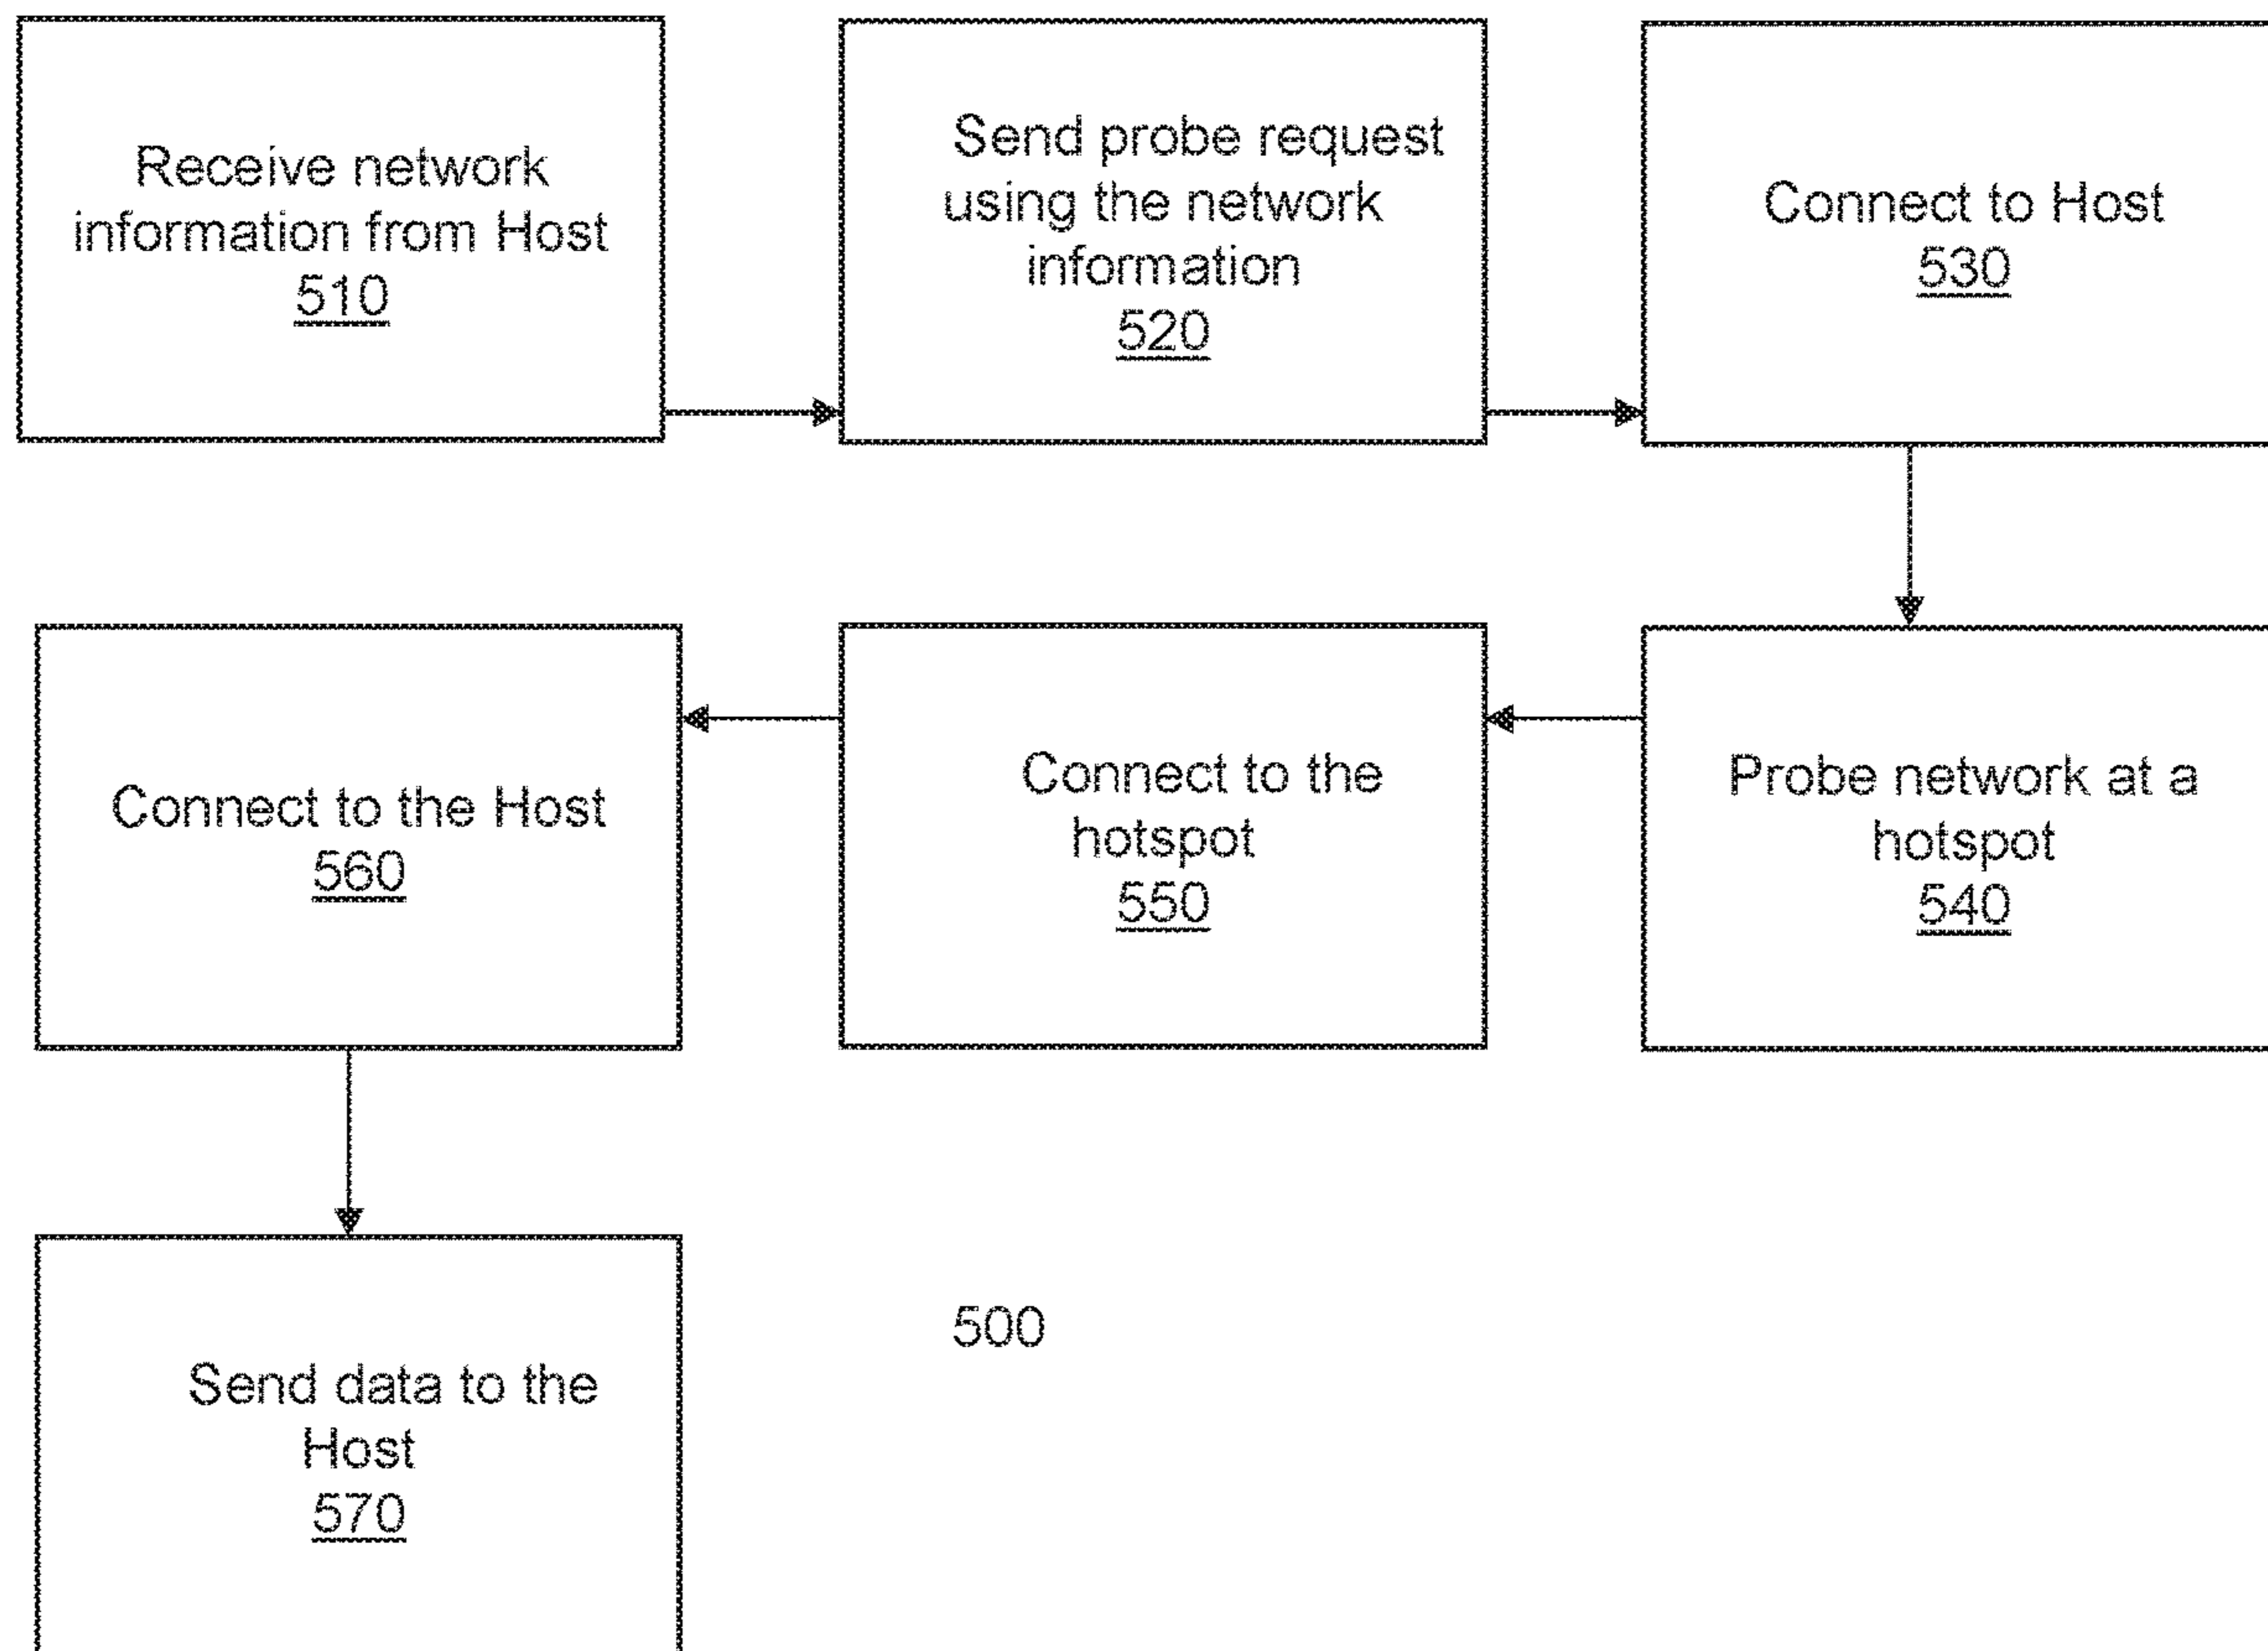 Receive network
information from Host
510
Send probe request
using the network
information
520
Connect to Host
530
Connect to the Host
560
Connect to the
hotspot
550
Probe network at a
hotspot
540
Send data to the
Host
570
500